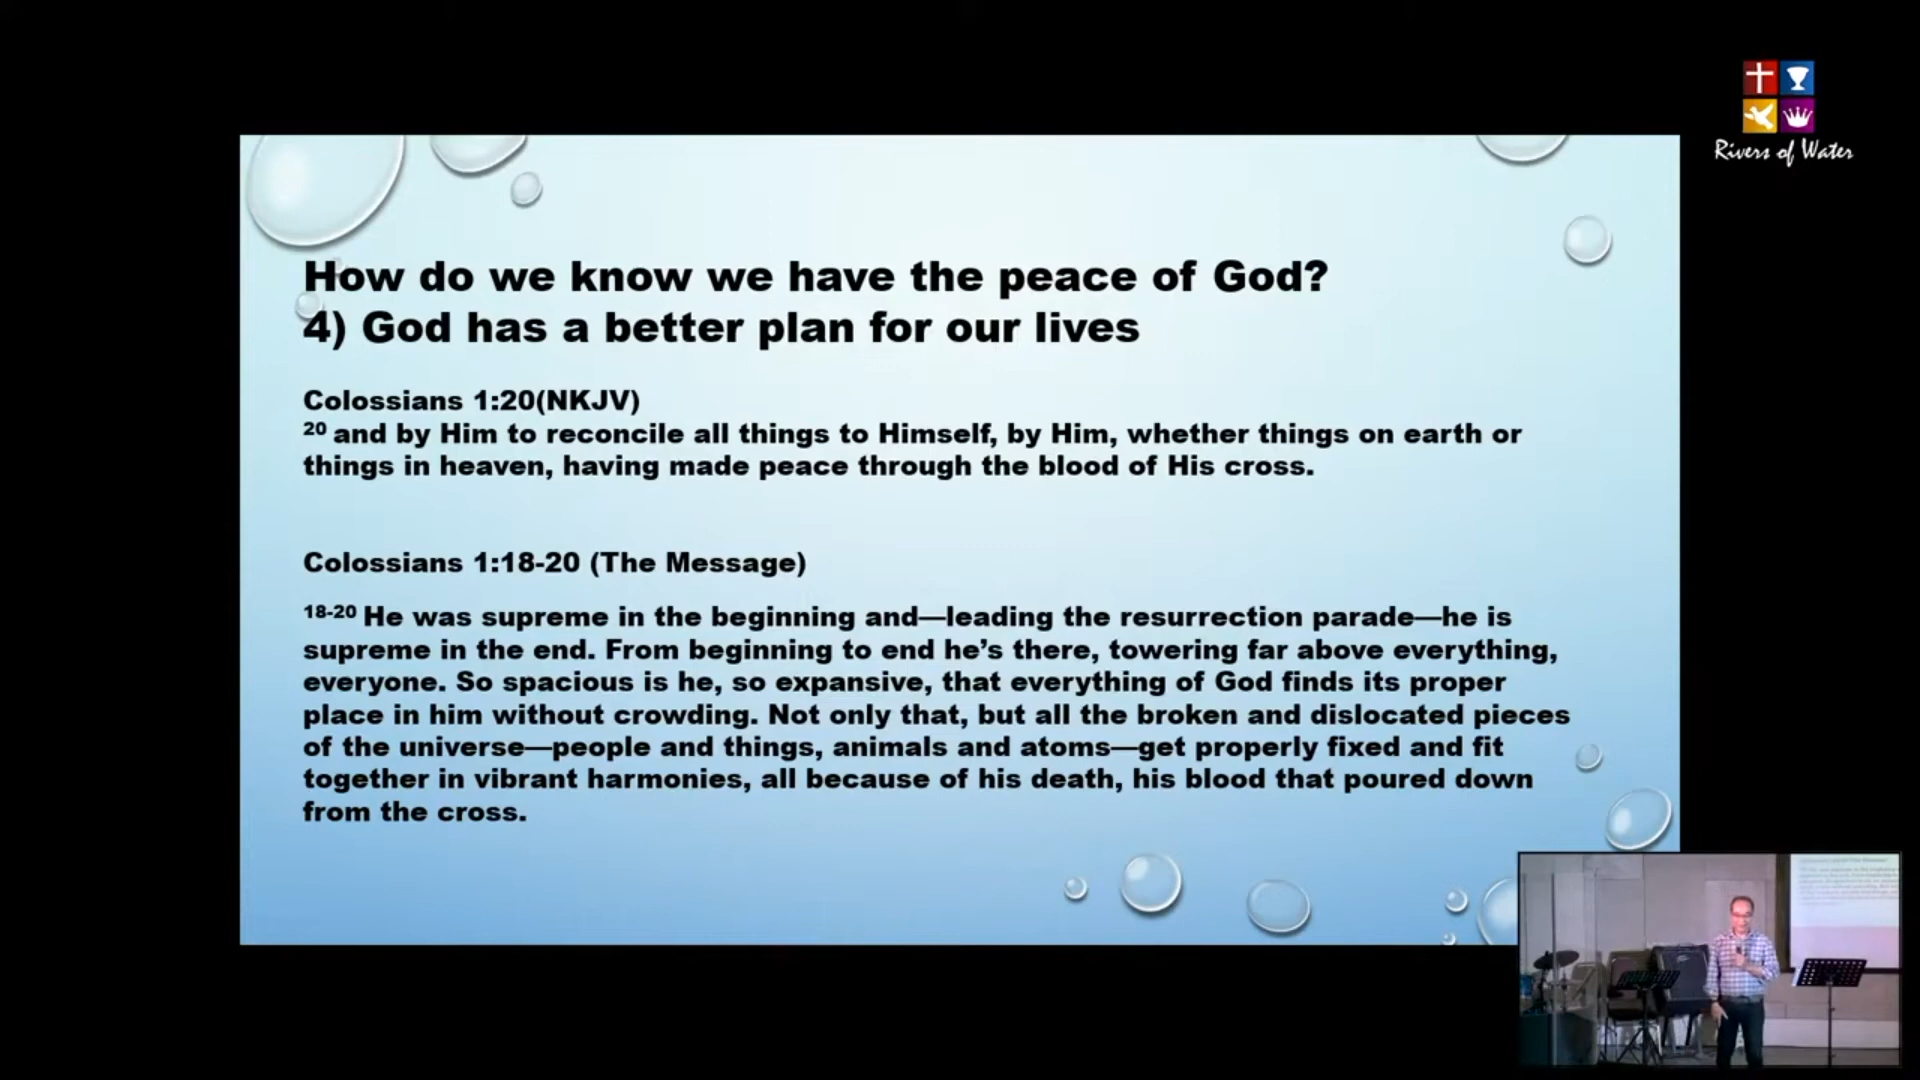 Rivers of Water
How do we know we have the peace of God?
4) God has a better plan for our lives
Colossians 1:20(NKJV)
20 and by Him to reconcile all things to Himself, by Him, whether things on earth or
things in heaven, having made peace through the blood of His cross.
Colossians 1:18-20 (The Message)
18-20 He was supreme in the beginning and—leading the resurrection parade—he is
supreme in the end. From beginning to end he’s there, towering far above everything,
everyone. So spacious is he, so expansive, that everything of God finds its proper
place in him without crowding. Not only that, but all the broken and dislocated pieces
of the universe—people and things, animals and atoms—get properly fixed and fit
together in vibrant harmonies, all because of his death, his blood that poured down
from the cross.